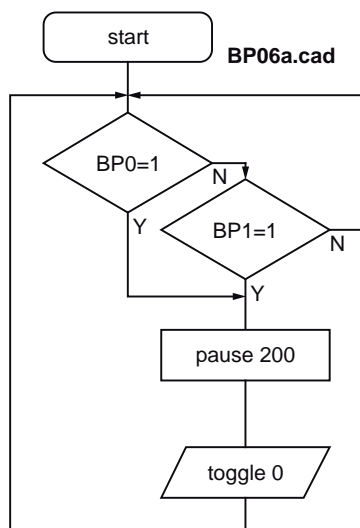 start
BP06a.cad
BP0=1
N
Y
BP1=1
N
Y
pause 200
toggle 0